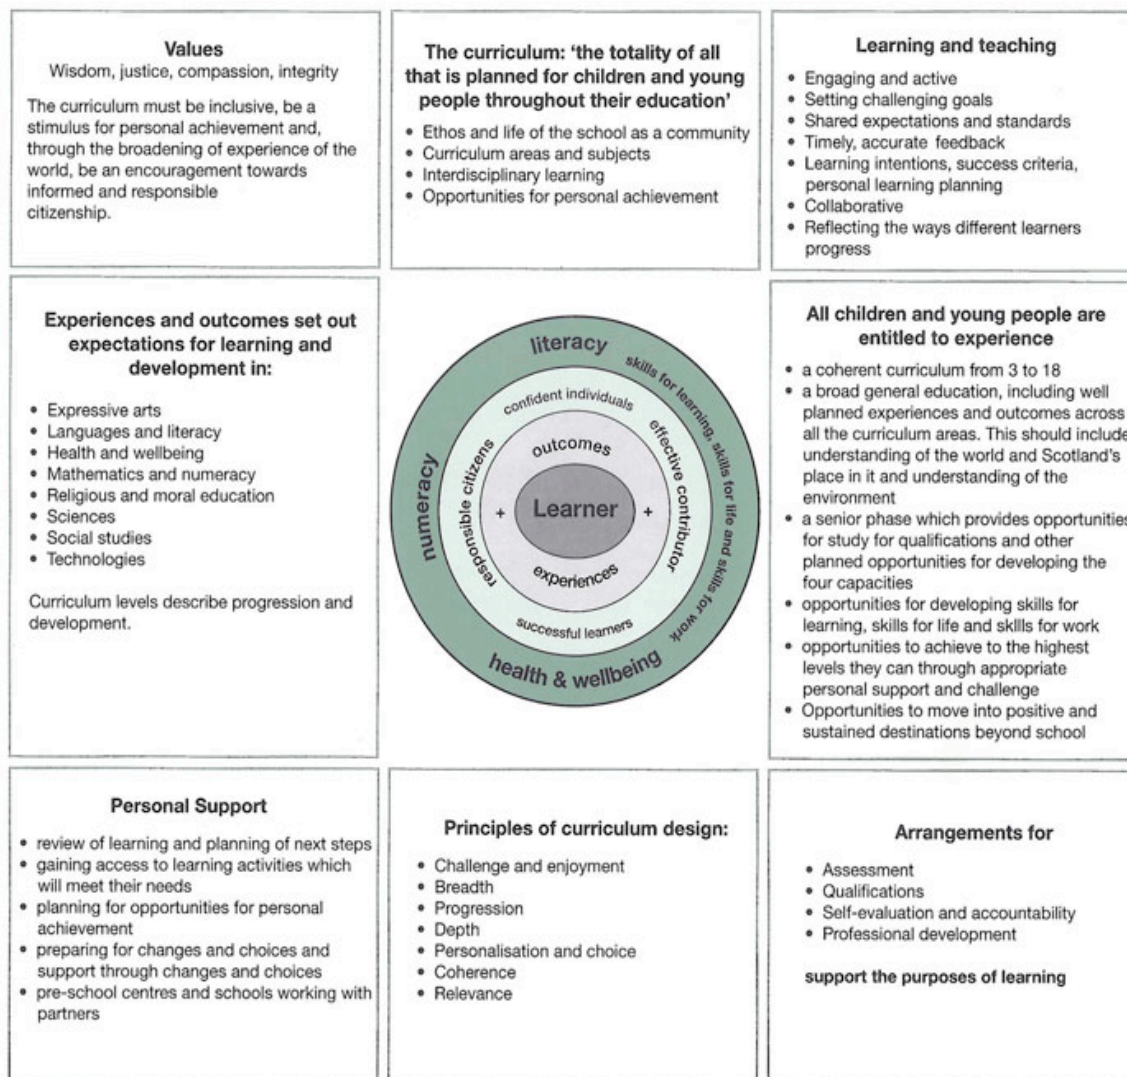 Values
Wisdom, justice, compassion, integrity
The curriculum must be inclusive, be a
stimulus for personal achievement and,
through the broadening of experience of the
world, be an encouragement towards
informed and responsible
citizenship.
The curriculum: ‘the totality of all
that is planned for children and young
people throughout their education’
• Ethos and life of the school as a community
• Curriculum areas and subjects
• Interdisciplinary learning
• Opportunities for personal achievement
Learning and teaching
• Engaging and active
• Setting challenging goals
• Shared expectations and standards
• Timely, accurate feedback
• Learning intentions, success criteria,
personal learning planning
• Collaborative
• Reflecting the ways different learners
progress
Experiences and outcomes set out
expectations for learning and
development in:
• Expressive arts
• Languages and literacy
• Health and wellbeing
• Mathematics and numeracy
• Religious and moral education
• Sciences
• Social studies
• Technologies
Curriculum levels describe progression and
development.
literacy
skills for learning, skills for life and skills for work
numeracy
health & wellbeing
confident individuals
effective contributor
responsible citizens
successful learners
outcomes
+ Learner +
experiences
All children and young people are
entitled to experience
• a coherent curriculum from 3 to 18
• a broad general education, including well
planned experiences and outcomes across
all the curriculum areas. This should include
understanding of the world and Scotland’s
place in it and understanding of the
environment
• a senior phase which provides opportunities
for study for qualifications and other
planned opportunities for developing the
four capacities
• opportunities for developing skills for
learning, skills for life and skills for work
• opportunities to achieve to the highest
levels they can through appropriate
personal support and challenge
• Opportunities to move into positive and
sustained destinations beyond school
Personal Support
• review of learning and planning of next steps
• gaining access to learning activities which
will meet their needs
• planning for opportunities for personal
achievement
• preparing for changes and choices and
support through changes and choices
• pre-school centres and schools working with
partners
Principles of curriculum design:
• Challenge and enjoyment
• Breadth
• Progression
• Depth
• Personalisation and choice
• Coherence
• Relevance
Arrangements for
• Assessment
• Qualifications
• Self-evaluation and accountability
• Professional development
support the purposes of learning